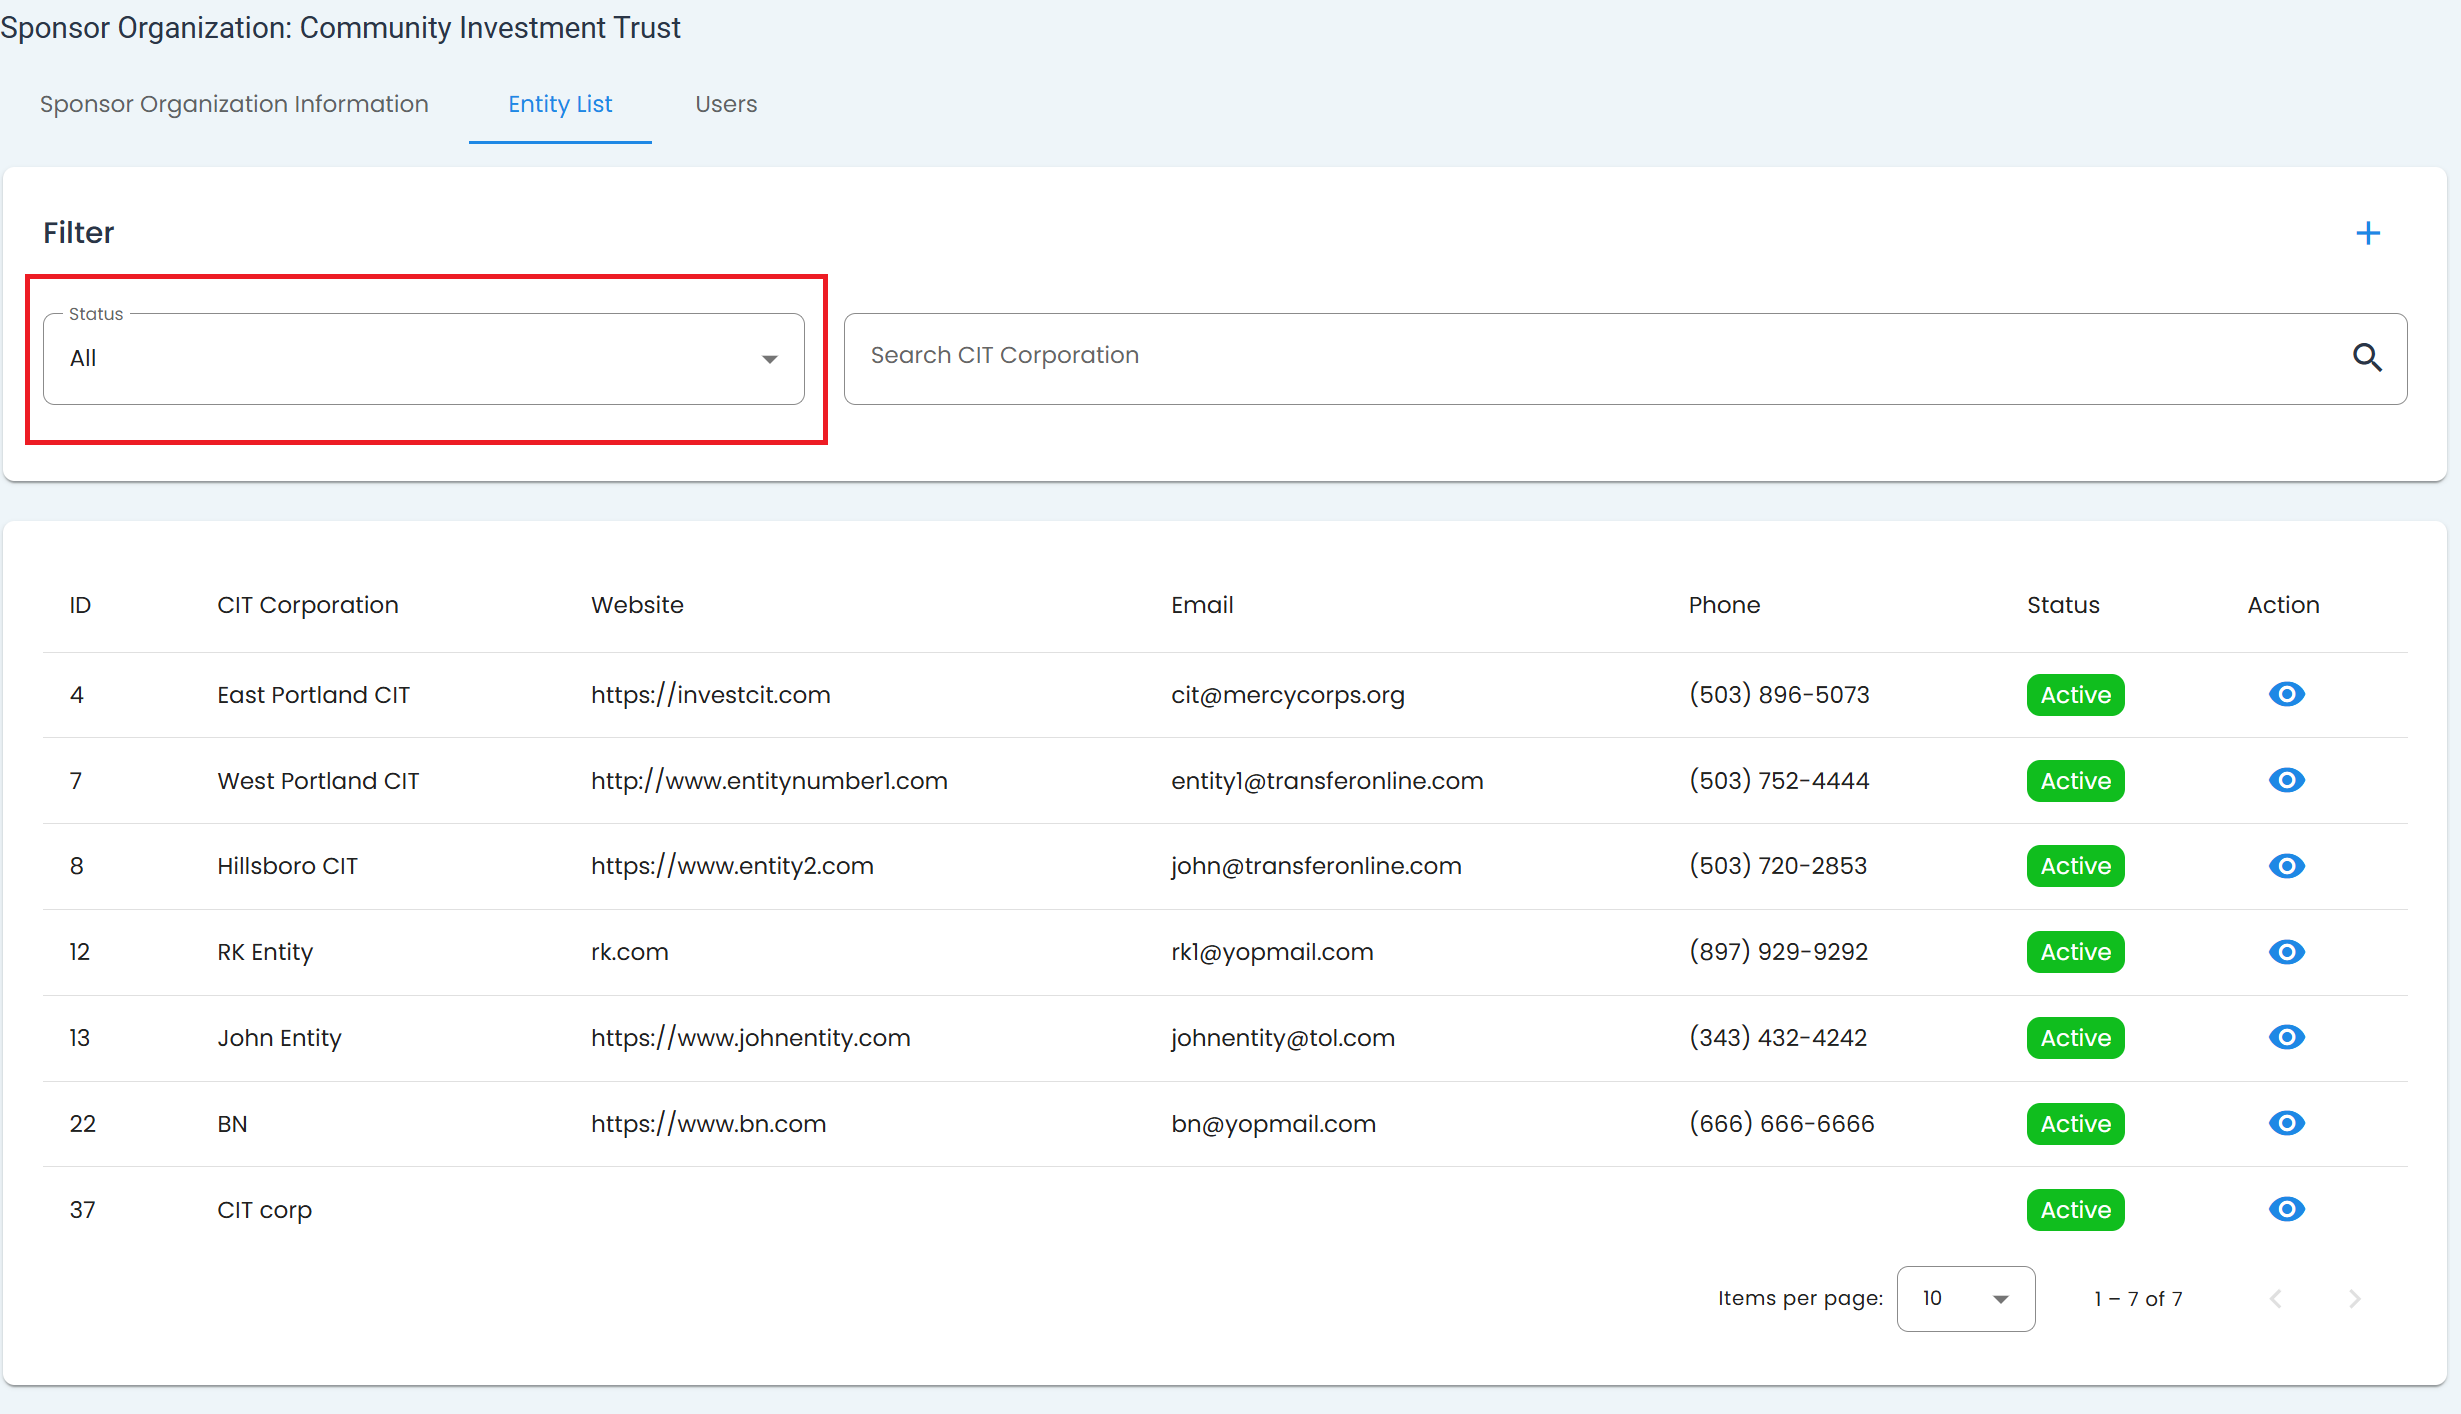 Sponsor Organization: Community Investment Trust
Sponsor Organization Information Entity List Users
Filter
Status
All
Search CIT Corporation
ID CIT Corporation Website Email Phone Status Action
4 East Portland CIT https://investcit.com cit@mercycorps.org (503) 896-5073 Active
7 West Portland CIT http://www.entitynumber1.com entity1@transferonline.com (503) 752-4444 Active
8 Hillsboro CIT https://www.entity2.com john@transferonline.com (503) 720-2853 Active
12 RK Entity rk.com rk1@yopmail.com (897) 929-9292 Active
13 John Entity https://www.johnentity.com johnentity@tol.com (343) 432-4242 Active
22 BN https://www.bn.com bn@yopmail.com (666) 666-6666 Active
37 CIT corp Active
Items per page: 10 1 – 7 of 7